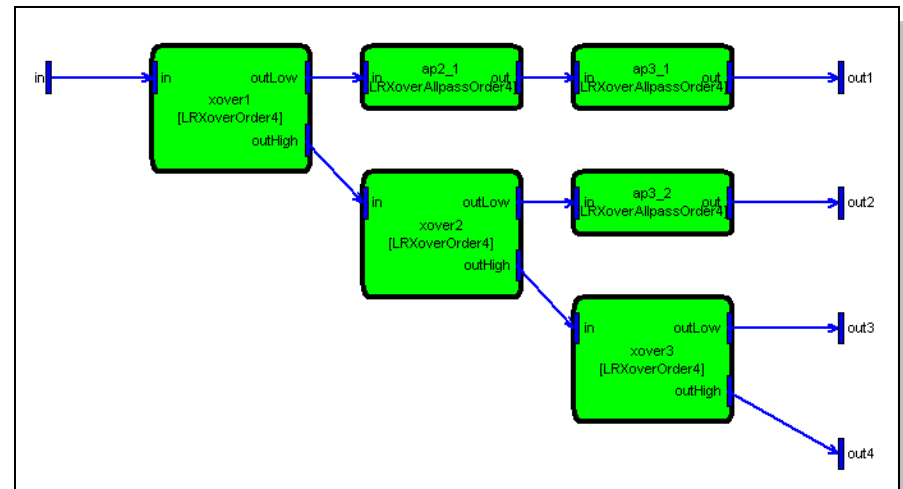 in
in outLow
xover1
[LRXoverOrder4]
outHigh
ap2_1
in out
LRXoverAllpassOrder4]
ap3_1
in out
LRXoverAllpassOrder4]
out1
in outLow
xover2
[LRXoverOrder4]
outHigh
ap3_2
in out
LRXoverAllpassOrder4]
out2
in outLow
xover3
[LRXoverOrder4]
outHigh
out3
out4